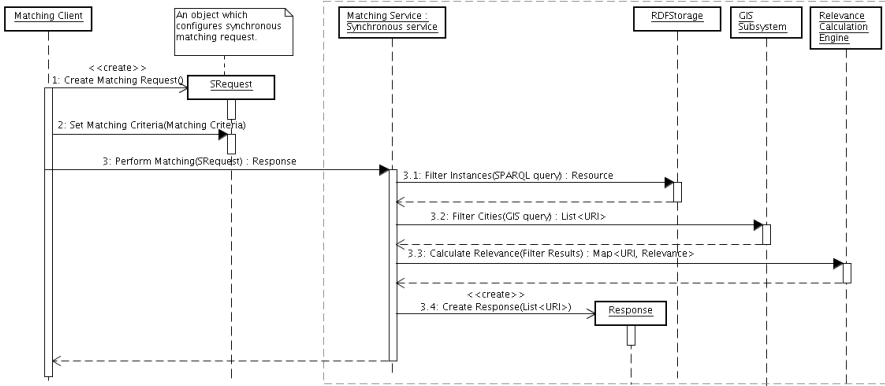 Matching Client
An object which
configures synchronous
matching request.
Matching Service :
Synchronous service
RDFStorage
GIS
Subsystem
Relevance
Calculation
Engine
<<create>>
1: Create Matching Request()
SRequest
2: Set Matching Criteria(Matching Criteria)
3: Perform Matching(SRequest) : Response
3.1: Filter Instances(SPARQL query) : Resource
3.2: Filter Cities(GIS query) : List<URI>
3.3: Calculate Relevance(Filter Results) : Map<URI, Relevance>
<<create>>
3.4: Create Response(List<URI>)
Response